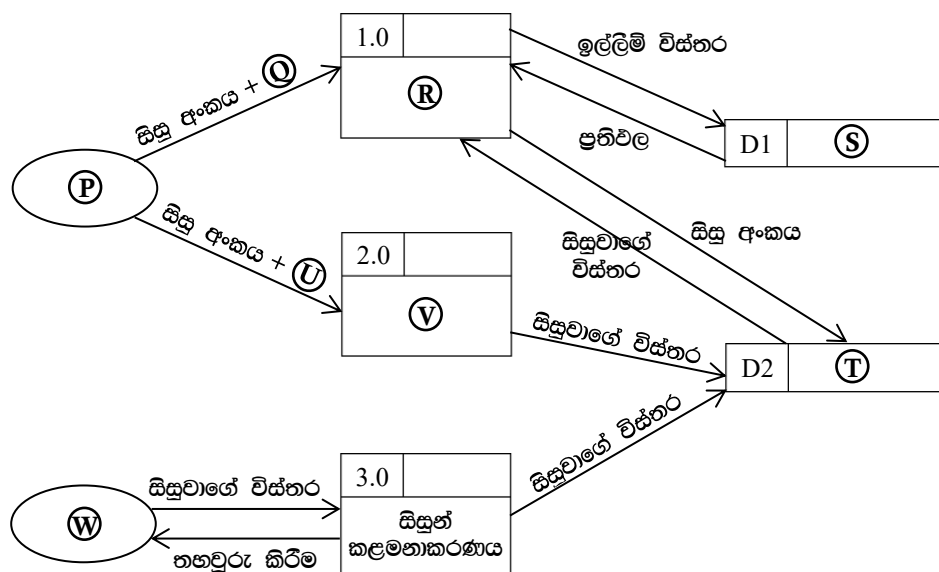 1.0
ඉල්ලීම් විස්තර
සිසු අංකය + Q
R
ප්‍රතිඵල
D1
S
P
සිසු අංකය + U
සිසු අංකය
සිසුවාගේ
විස්තර
2.0
V
සිසුවාගේ විස්තර
D2
T
සිසුවාගේ විස්තර
3.0
සිසුවාගේ විස්තර
W
සිසුන්
කළමනාකරණය
තහවුරු කිරීම